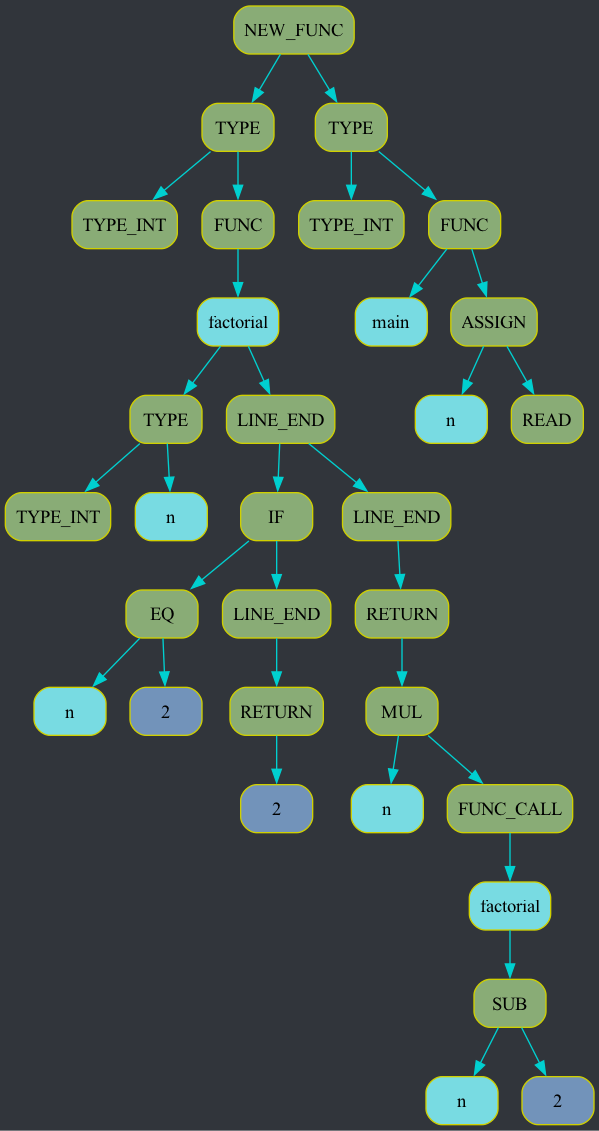 NEW_FUNC
TYPE TYPE
TYPE_INT FUNC TYPE_INT FUNC
factorial main ASSIGN
TYPE LINE_END n READ
TYPE_INT n IF LINE_END
EQ LINE_END RETURN
n 2 RETURN MUL
2 n FUNC_CALL
factorial
SUB
n 2